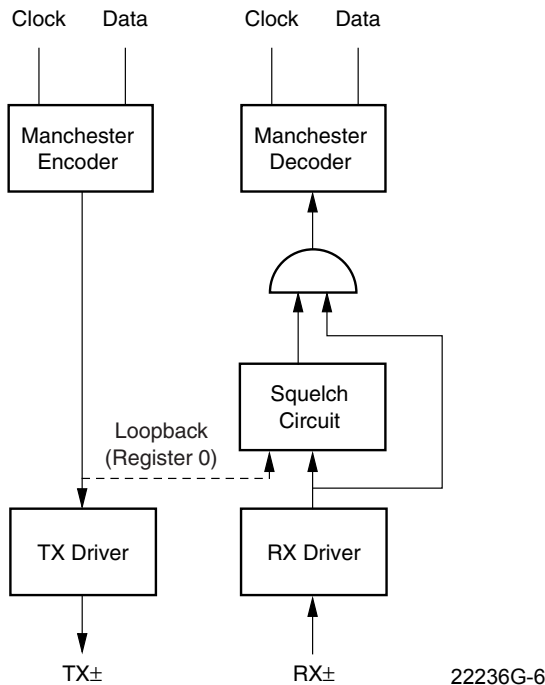 Clock Data Clock Data
Manchester
Encoder
Manchester
Decoder
Squelch
Circuit
Loopback
(Register 0)
TX Driver
RX Driver
TX± RX± 22236G-6